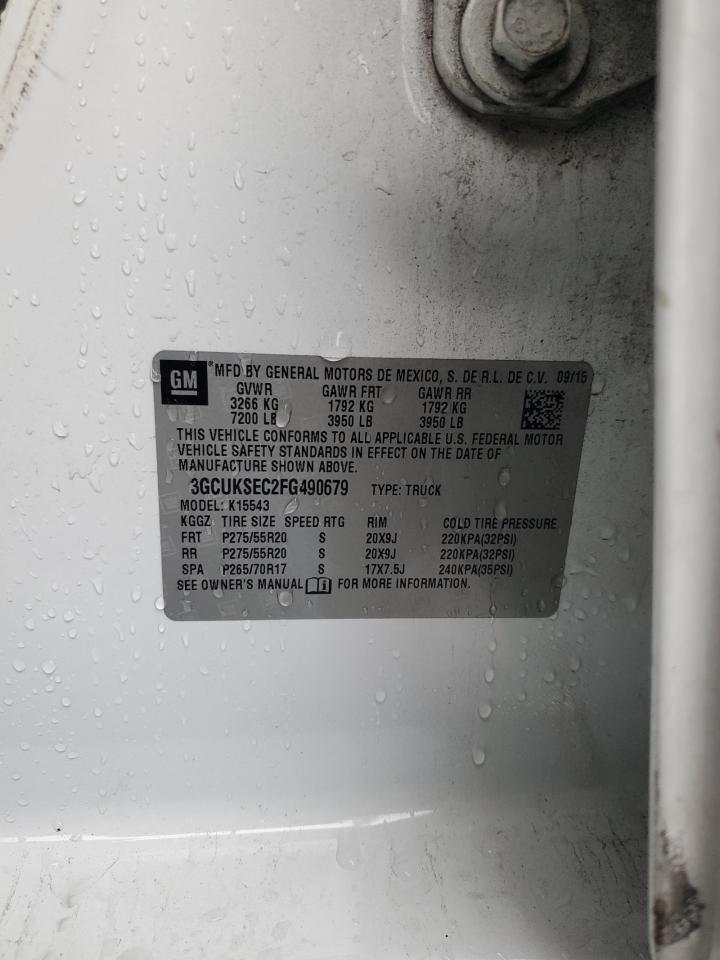 GM *MFD BY GENERAL MOTORS DE MEXICO, S. DE R.L. DE C.V. 09/15
GVWR GAWR FRT GAWR RR
3266 KG 1792 KG 1792 KG
7200 LB 3950 LB 3950 LB
THIS VEHICLE CONFORMS TO ALL APPLICABLE U.S. FEDERAL MOTOR
VEHICLE SAFETY STANDARDS IN EFFECT ON THE DATE OF
MANUFACTURE SHOWN ABOVE.
3GCUKSEC2FG490679 TYPE: TRUCK
MODEL: K15543
KGGZ TIRE SIZE SPEED RTG RIM COLD TIRE PRESSURE
FRT P275/55R20 S 20X9J 220KPA(32PSI)
RR P275/55R20 S 20X9J 220KPA(32PSI)
SPA P265/70R17 S 17X7.5J 240KPA(35PSI)
SEE OWNER'S MANUAL FOR MORE INFORMATION.